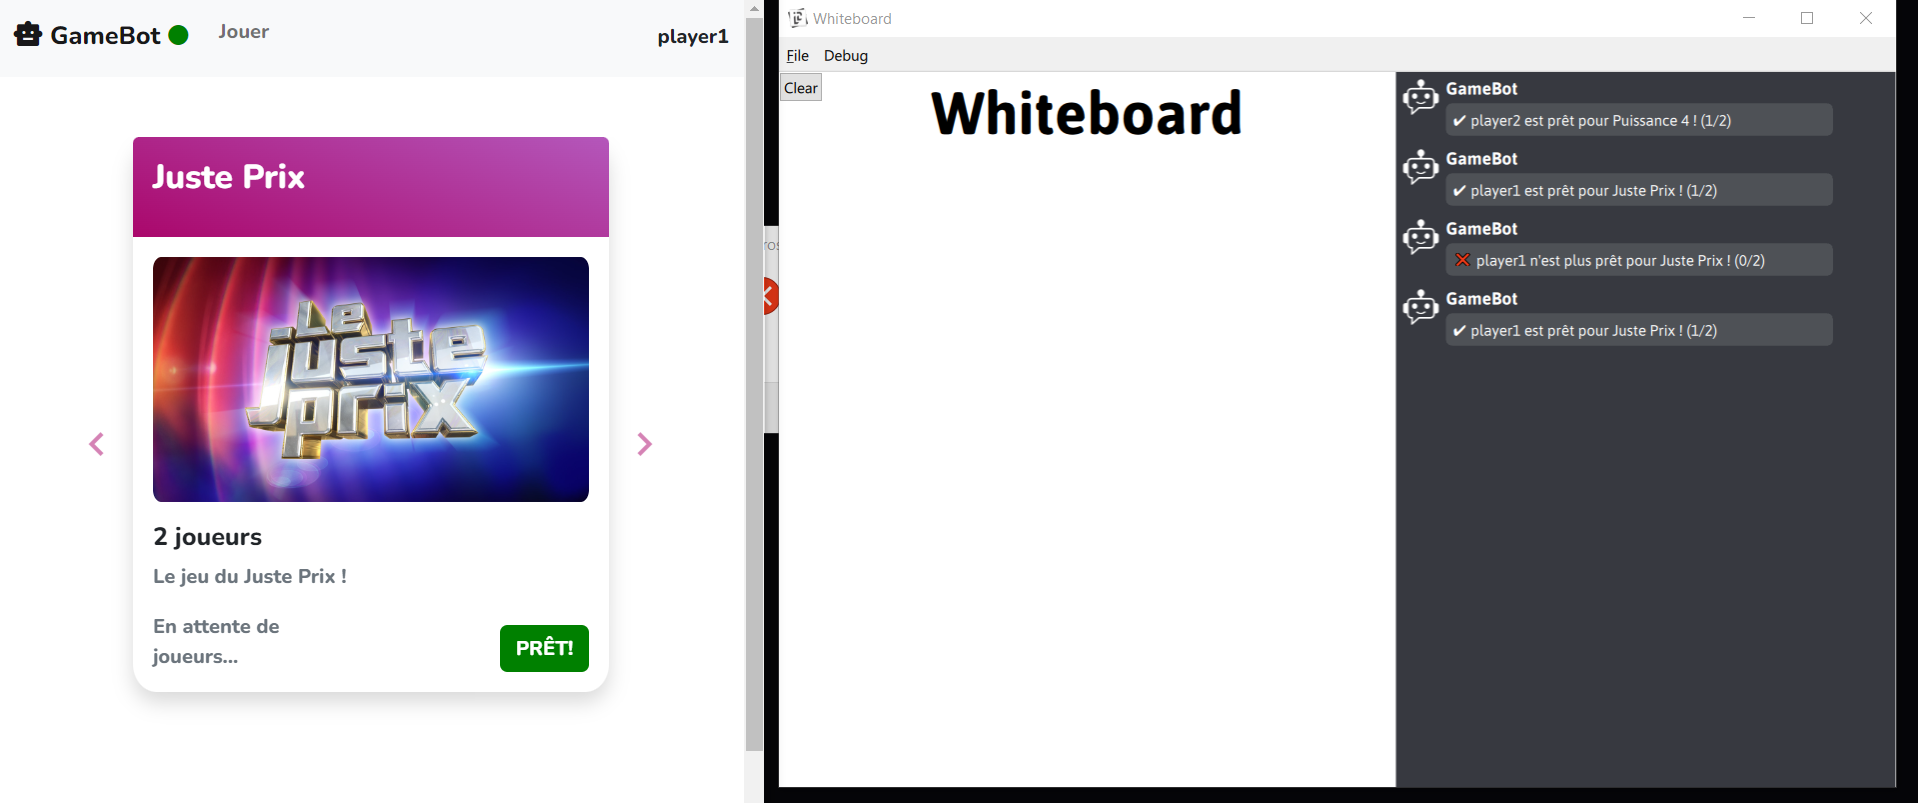 GameBot
Jouer
player1
Juste Prix
Le
juste
prix
2 joueurs
Le jeu du Juste Prix !
En attente de
joueurs...
PRÊT!
Whiteboard
File
Debug
Clear
Whiteboard
GameBot
✔ player2 est prêt pour Puissance 4 ! (1/2)
GameBot
✔ player1 est prêt pour Juste Prix ! (1/2)
GameBot
❌ player1 n'est plus prêt pour Juste Prix ! (0/2)
GameBot
✔ player1 est prêt pour Juste Prix ! (1/2)